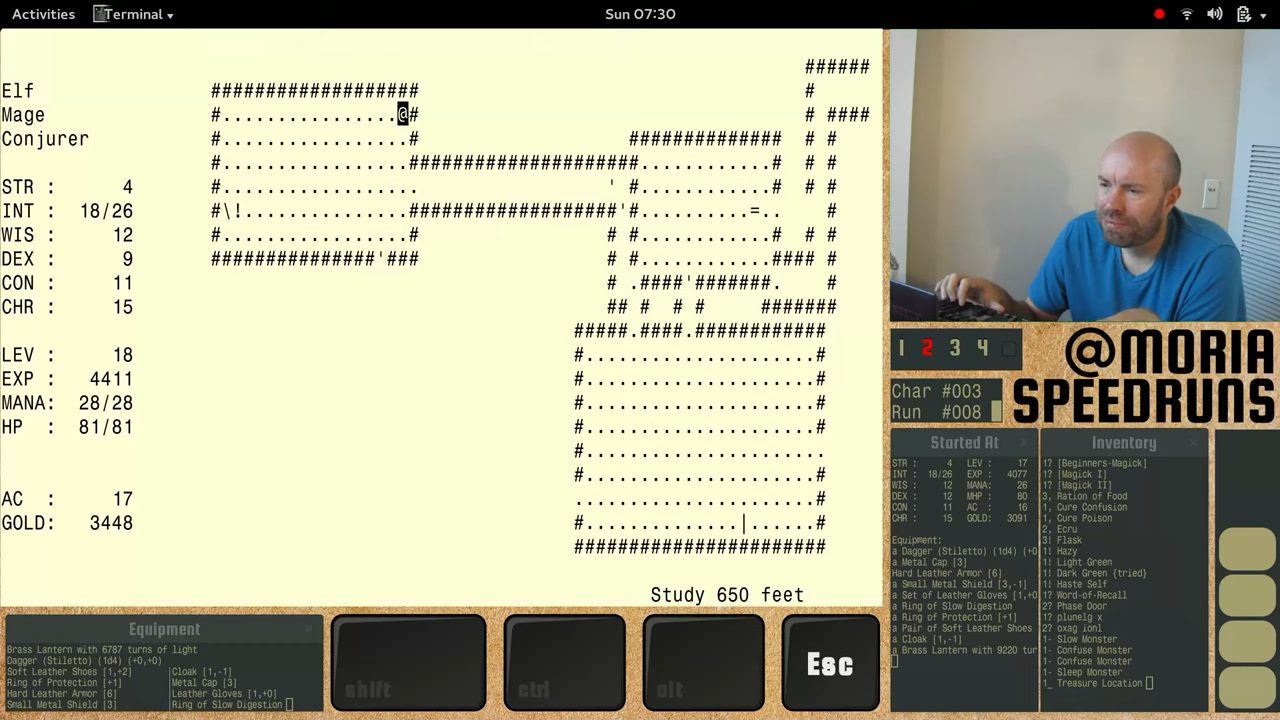 Activities Terminal Sun 07:30
######
Elf ################### #
Mage #................@# # ####
Conjurer #.................# ############## # #
#.................#####################............# # #
STR : 4 #.................. ' #............# # #
INT : 18/26 #\!...............####################'#..........=.. #
WIS : 12 #.................# # #............# #
DEX : 9 ###############'### # #............#### #
CON : 11 # .####'#######. #
CHR : 15 ## # # # #######
#####.####.############
LEV : 18 #.....................#
EXP : 4411 #.....................#
MANA: 28/28 #.....................#
HP : 81/81 #.....................#
#......................
#.....................#
AC : 17 ......................#
GOLD: 3448 #..............|......#
#######################
Study 650 feet
1 2 3 4
@MORIA
SPEEDRUNS
Char #003
Run #008
Started At
STR : 4 LEV : 17
INT : 18/26 EXP : 4077
WIS : 12 MANA: 26
DEX : 12 MHP : 80
CON : 11 AC : 16
CHR : 15 GOLD: 3091
Equipment:
a Dagger (Stiletto) (1d4) (+0,
a Metal Cap [3]
Hard Leather Armor [6]
a Small Metal Shield [3,-1]
a Set of Leather Gloves [1,+0
a Ring of Slow Digestion
a Ring of Protection [+1]
a Pair of Soft Leather Shoes
a Cloak [1,-1]
a Brass Lantern with 9220 tur
Inventory
1? [Beginners-Magick]
1? [Magick I]
1? [Magick II]
3, Ration of Food
1, Cure Confusion
1, Cure Poison
2, Ecru
3! Flask
1! Hazy
1! Light Green
1! Dark Green {tried}
1! Haste Self
1? Word-of-Recall
2? Phase Door
1? plunelg x
2? oxag ionl
1- Slow Monster
1- Confuse Monster
1- Confuse Monster
1- Sleep Monster
1_ Treasure Location
Equipment
Brass Lantern with 6787 turns of light
Dagger (Stiletto) (1d4) (+0,+0)
Soft Leather Shoes [1,+2] |Cloak [1,-1]
Ring of Protection [+1] |Metal Cap [3]
Hard Leather Armor [6] |Leather Gloves [1,+0]
Small Metal Shield [3] |Ring of Slow Digestion
shift ctrl alt Esc